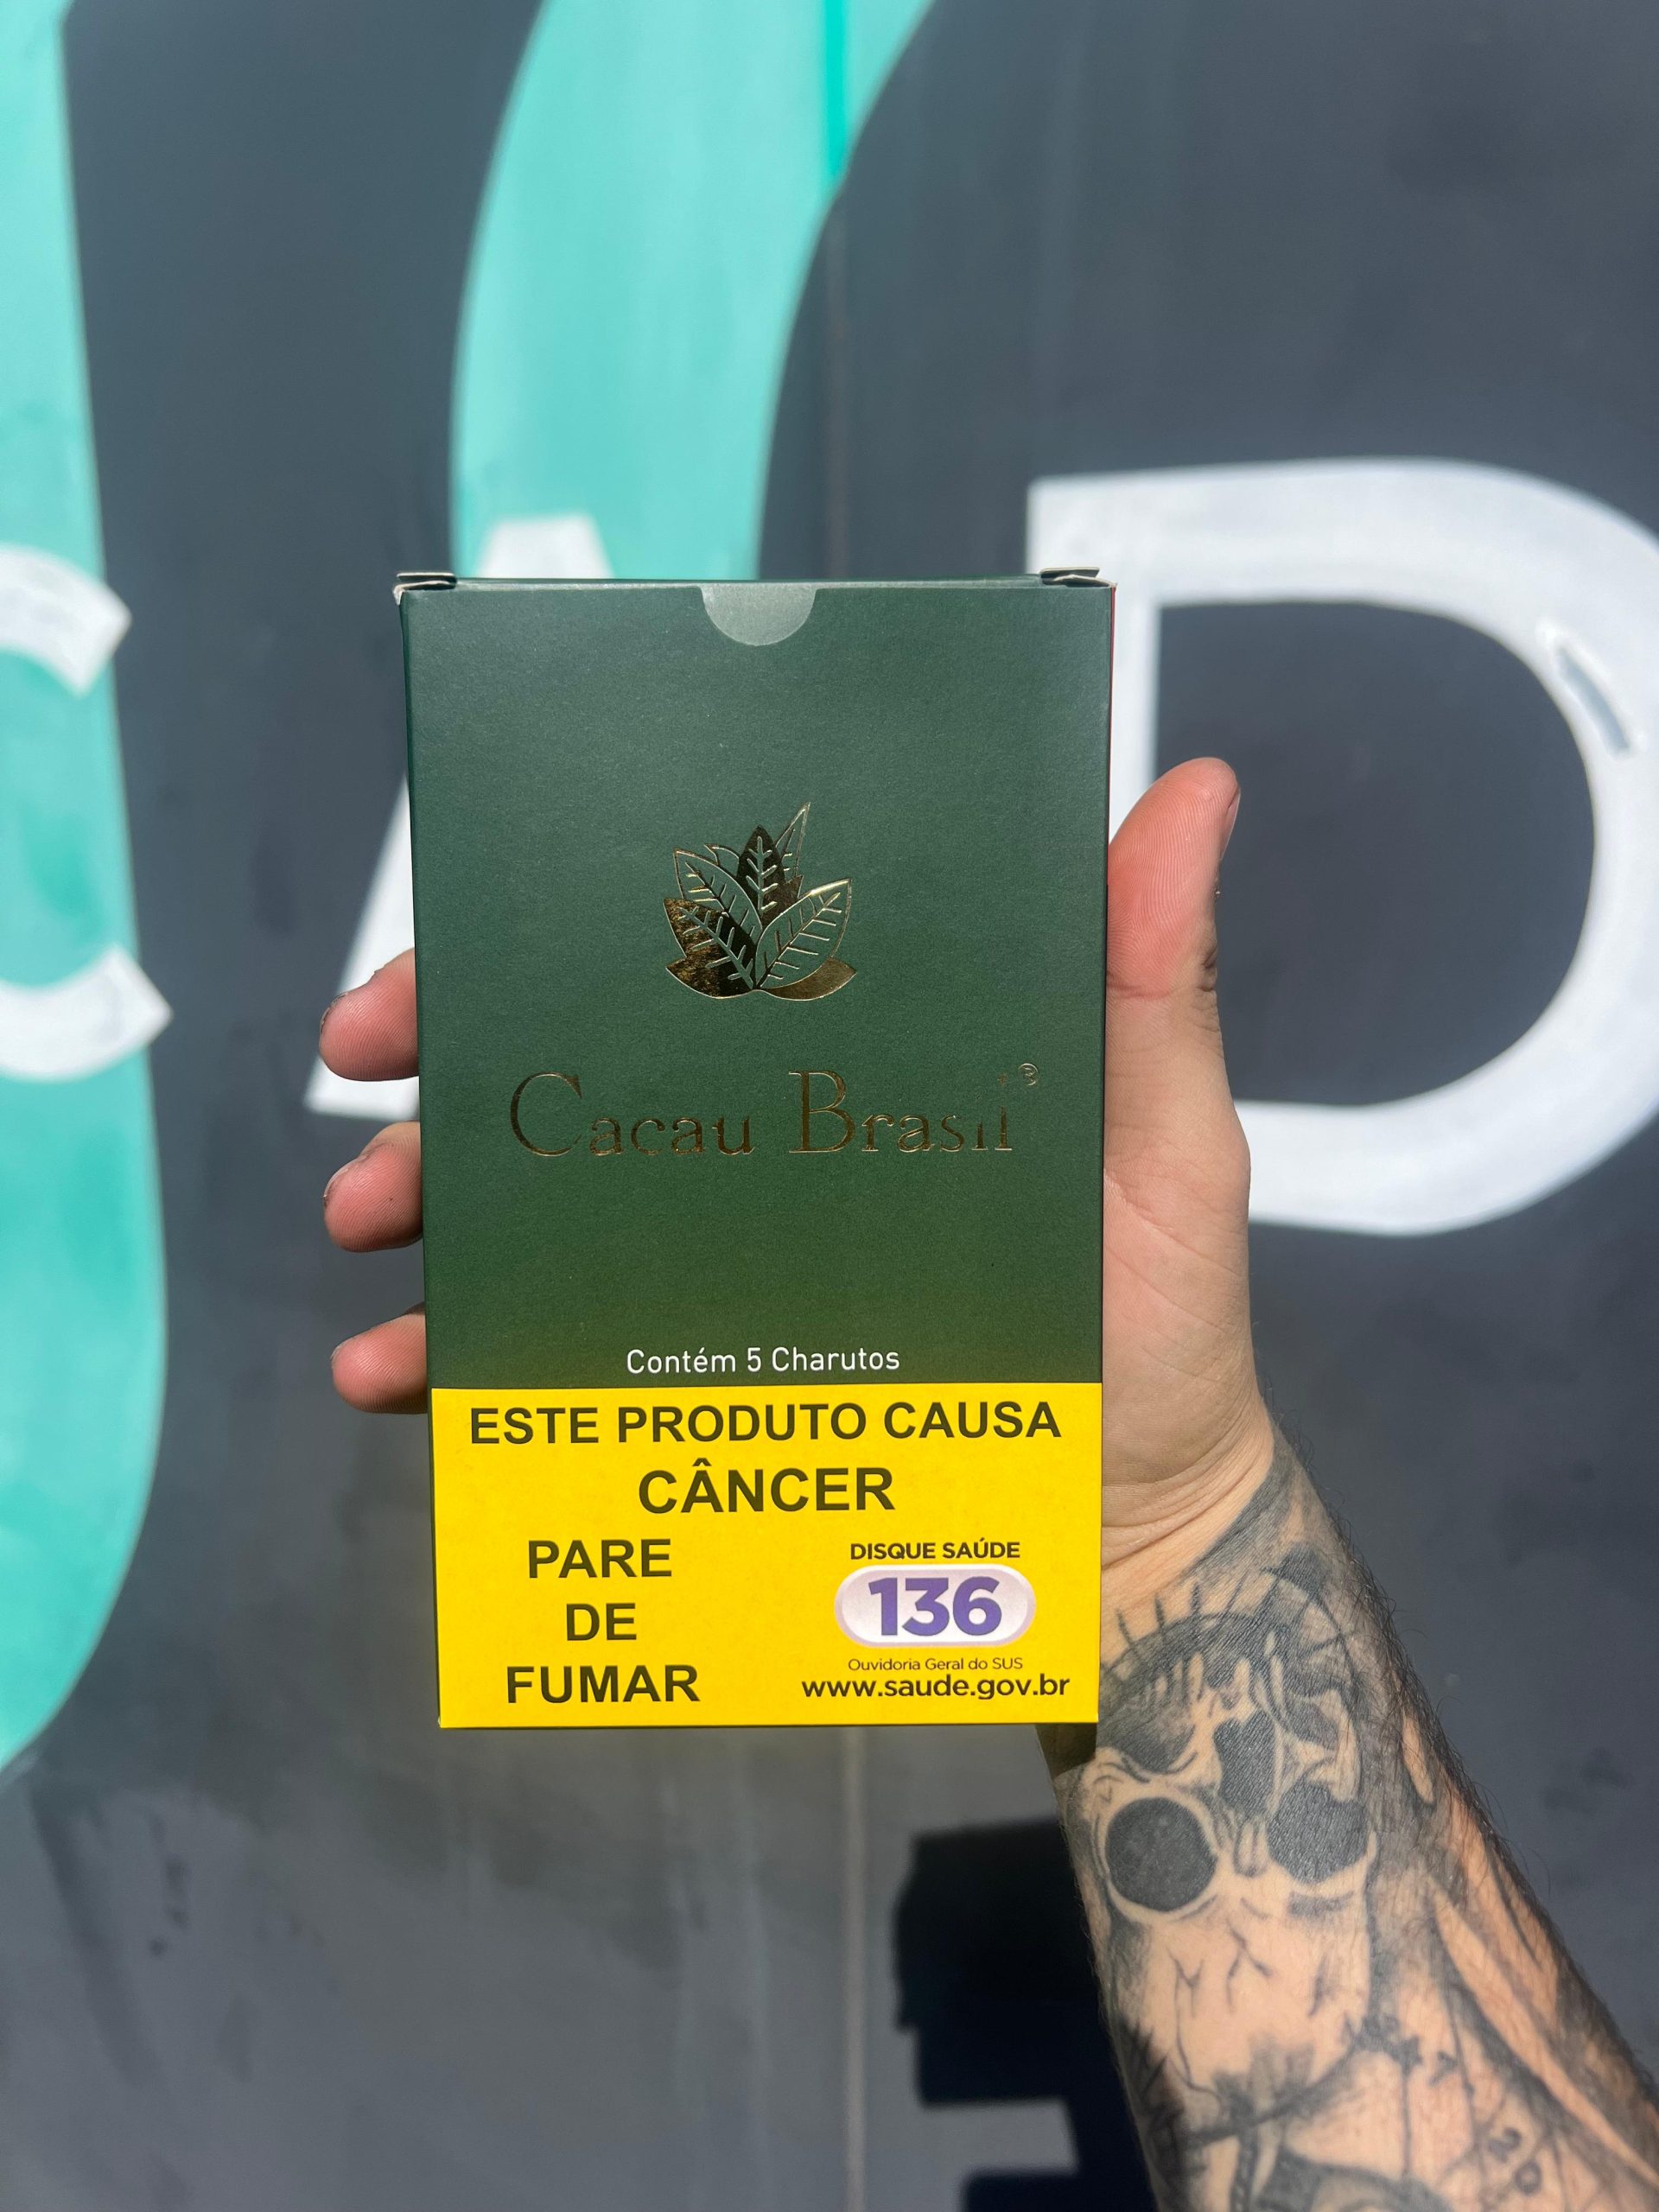 C
A
D
Cacau Brasil®
Contém 5 Charutos
ESTE PRODUTO CAUSA
CÂNCER
PARE
DE
FUMAR
DISQUE SAÚDE
136
Ouvidoria Geral do SUS
www.saude.gov.br
20